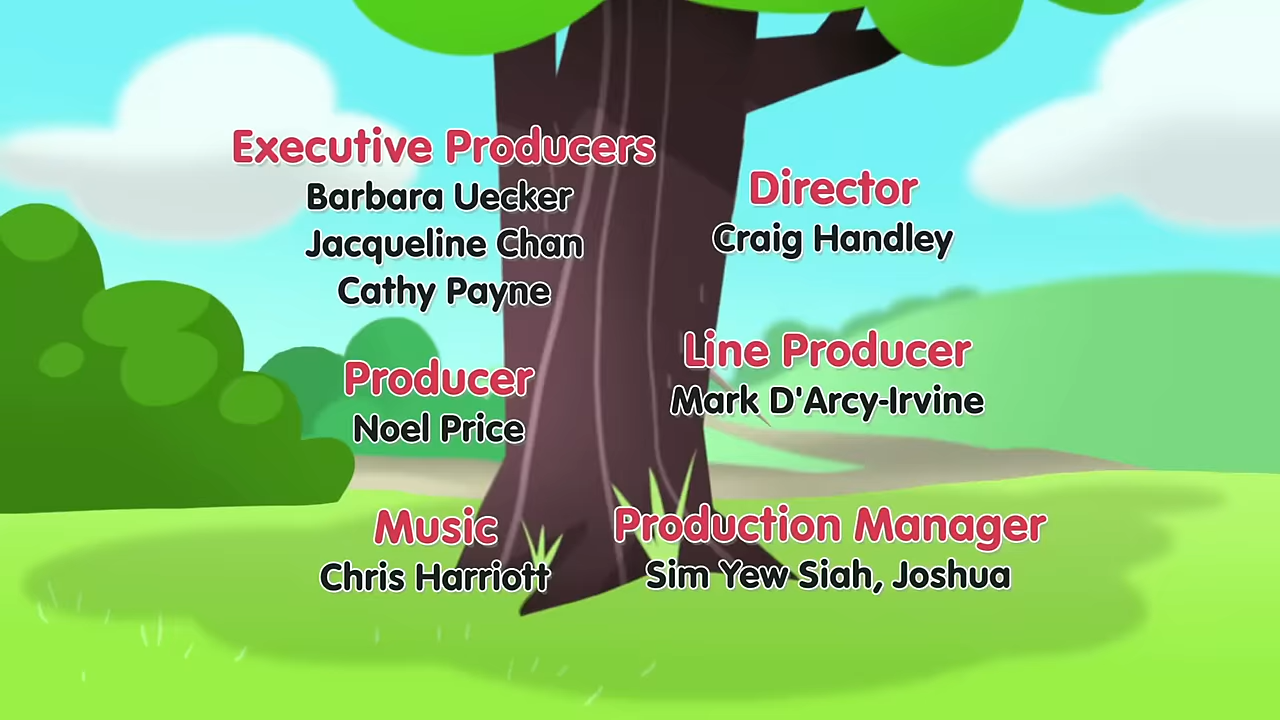 Executive Producers
Barbara Uecker
Jacqueline Chan
Cathy Payne
Producer
Noel Price
Music
Chris Harriott
Director
Craig Handley
Line Producer
Mark D'Arcy-Irvine
Production Manager
Sim Yew Siah, Joshua